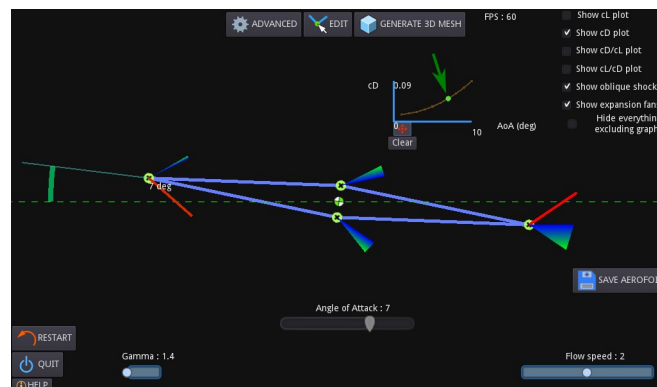 ADVANCED
EDIT
GENERATE 3D MESH
FPS : 60
Show cL plot
Show cD plot
Show cD/cL plot
Show cL/cD plot
Show oblique shock
Show expansion fans
Hide everythin
excluding graph
cD
0.09
0
10
AoA (deg)
Clear
7 deg
SAVE AEROFOI
Angle of Attack : 7
RESTART
QUIT
HELP
Gamma : 1.4
Flow speed : 2